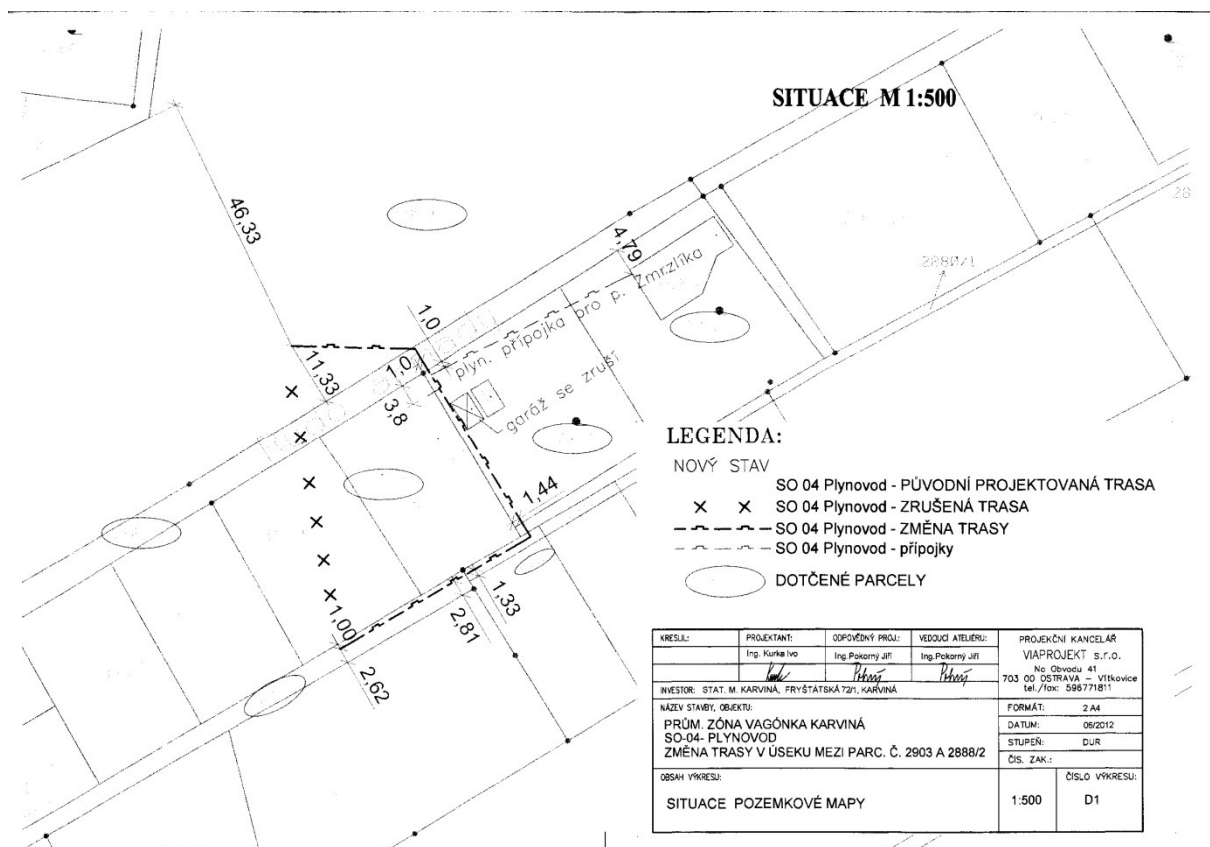 SITUACE M 1:500
46,33
4,79
28
2880/1
1,0
plyn. přípojka pro p. Zmrzlíka
11,33
1,0
3,8
garáž se zruší
1,44
1,00
2,62
2,81
1,33
LEGENDA:
NOVÝ STAV
SO 04 Plynovod - PŮVODNÍ PROJEKTOVANÁ TRASA
SO 04 Plynovod - ZRUŠENÁ TRASA
SO 04 Plynovod - ZMĚNA TRASY
SO 04 Plynovod - přípojky
DOTČENÉ PARCELY
KRESLIL: PROJEKTANT: ODPOVĚDNÝ PROJ.: VEDOUCÍ ATELIÉRU:
Ing. Kurka Ivo Ing.Pokorný Jiří Ing.Pokorný Jiří
INVESTOR: STAT. M. KARVINÁ, FRYŠTÁTSKÁ 72/1, KARVINÁ
PROJEKČNÍ KANCELÁŘ
VIAPROJEKT s.r.o.
Na Obvodu 41
703 00 OSTRAVA - Vítkovice
tel./fax: 596771811
NÁZEV STAVBY, OBJEKTU:
PRŮM. ZÓNA VAGÓNKA KARVINÁ
SO-04- PLYNOVOD
ZMĚNA TRASY V ÚSEKU MEZI PARC. Č. 2903 A 2888/2
FORMÁT: 2 A4
DATUM: 06/2012
STUPEŇ: DUR
ČÍS. ZAK.:
OBSAH VÝKRESU:
SITUACE POZEMKOVÉ MAPY
1:500
ČÍSLO VÝKRESU:
D1